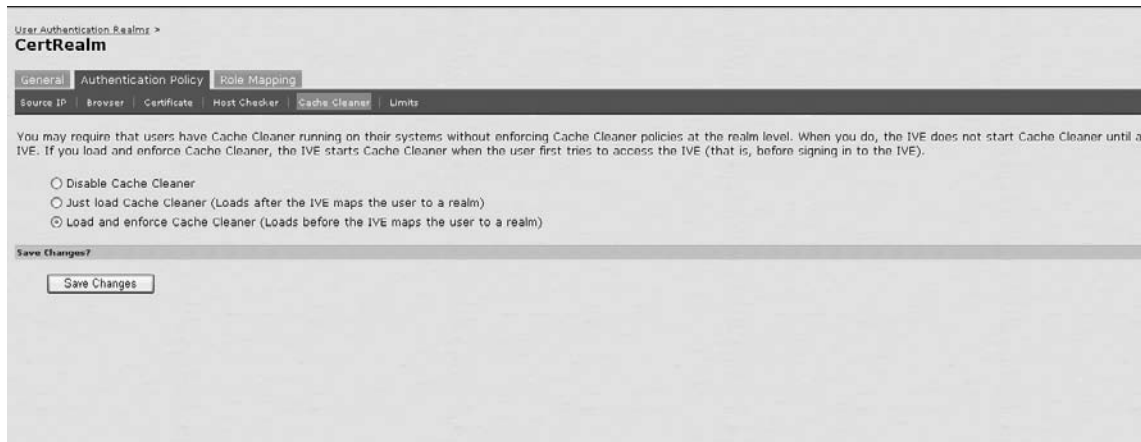 User Authentication Realms >
CertRealm
General Authentication Policy Role Mapping
Source IP | Browser | Certificate | Host Checker | Cache Cleaner | Limits
You may require that users have Cache Cleaner running on their systems without enforcing Cache Cleaner policies at the realm level. When you do, the IVE does not start Cache Cleaner until a
IVE. If you load and enforce Cache Cleaner, the IVE starts Cache Cleaner when the user first tries to access the IVE (that is, before signing in to the IVE).
Disable Cache Cleaner
Just load Cache Cleaner (Loads after the IVE maps the user to a realm)
Load and enforce Cache Cleaner (Loads before the IVE maps the user to a realm)
Save Changes?
Save Changes